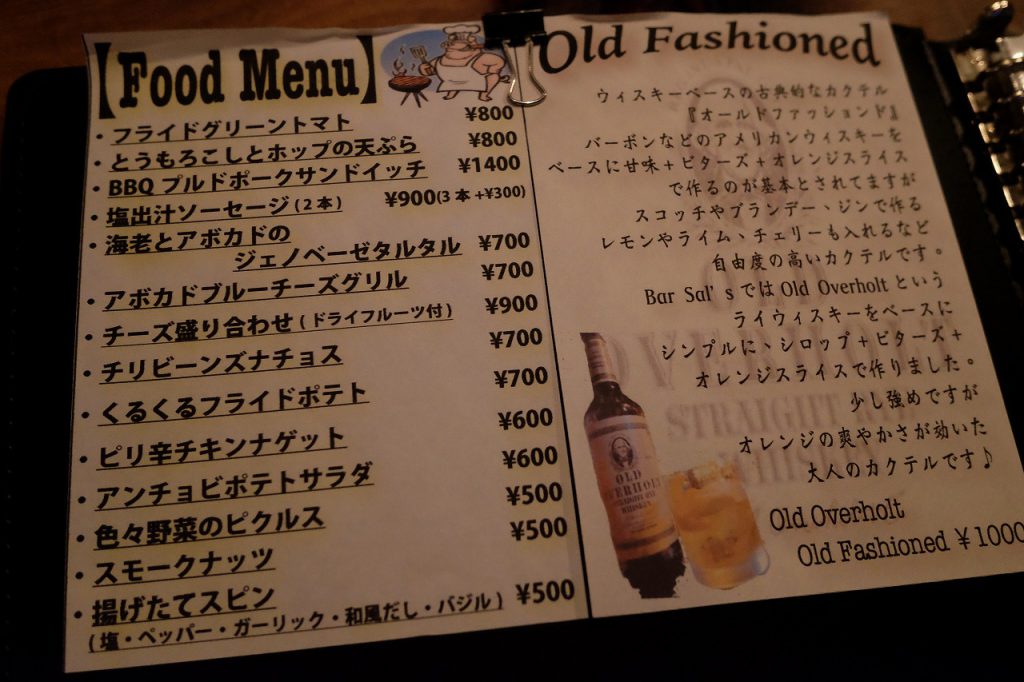 【Food Menu】
・フライドグリーントマト ¥800
・とうもろこしとホップの天ぷら ¥800
・BBQ プルドポークサンドイッチ ¥1400
・塩出汁ソーセージ(2本) ¥900(3本+¥300)
・海老とアボカドの
ジェノベーゼタルタル ¥700
・アボカドブルーチーズグリル ¥700
・チーズ盛り合わせ(ドライフルーツ付) ¥900
・チリビーンズナチョス ¥700
・くるくるフライドポテト ¥700
・ピリ辛チキンナゲット ¥600
・アンチョビポテトサラダ ¥600
・色々野菜のピクルス ¥500
・スモークナッツ ¥500
・揚げたてスピン ¥500
(塩・ペッパー・ガーリック・和風だし・バジル)
Old Fashioned
ウィスキーベースの古典的なカクテル
『オールドファッションド』
バーボンなどのアメリカンウィスキーを
ベースに甘味+ビターズ+オレンジスライス
で作るのが基本とされてますが
スコッチやブランデー、ジンで作る
レモンやライム、チェリーも入れるなど
自由度の高いカクテルです。
Bar Sal'sではOld Overholtという
ライウィスキーをベースに
シンプルに、シロップ+ビターズ+
オレンジスライスで作りました。
少し強めですが
オレンジの爽やかさが効いた
大人のカクテルです♪
OLD
OVERHOLT
STRAIGHT RYE
WHISKEY
Old Overholt
Old Fashioned ¥1000